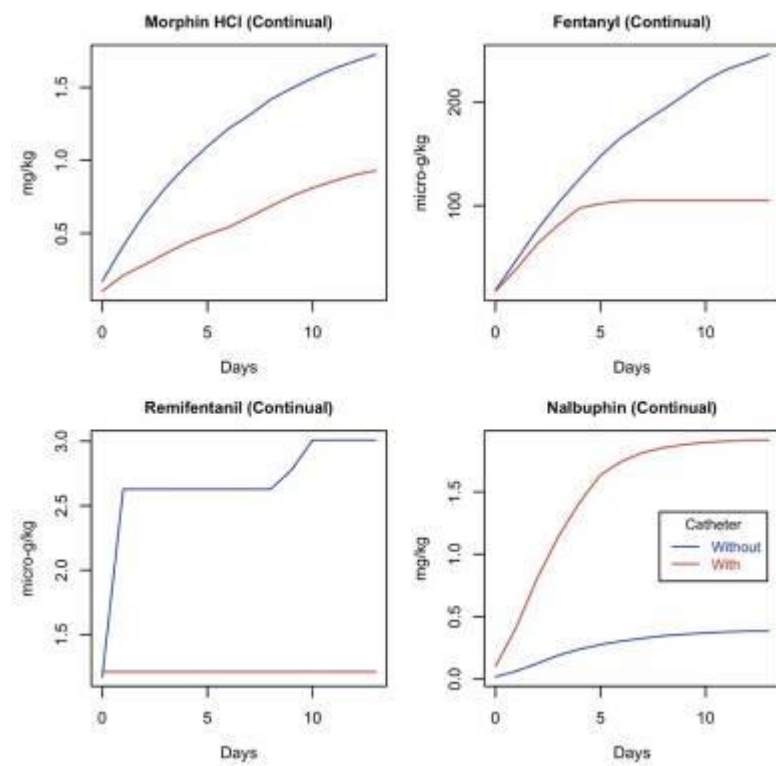 Morphin HCl (Continual)
mg/kg
1.5
1.0
0.5
0 5 10
Days
Fentanyl (Continual)
micro-g/kg
200
100
0 5 10
Days
Remifentanil (Continual)
micro-g/kg
3.0
2.5
2.0
1.5
0 5 10
Days
Nalbuphin (Continual)
mg/kg
1.5
1.0
0.5
0.0
Catheter
Without
With
0 5 10
Days